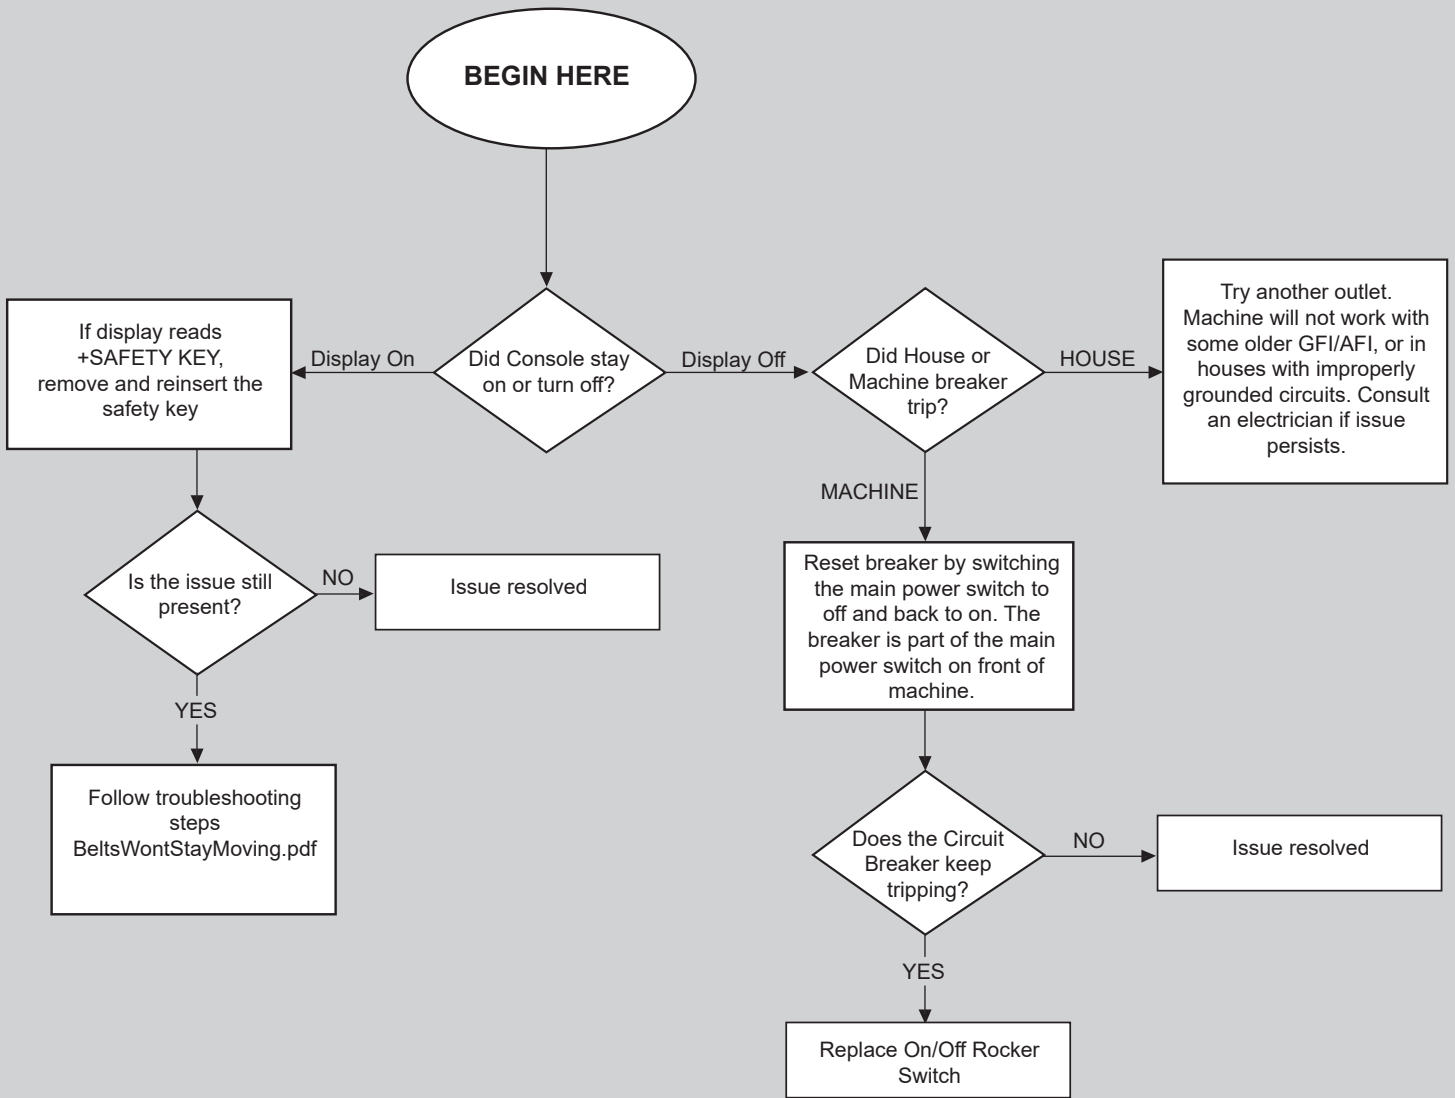 BEGIN HERE
If display reads
+SAFETY KEY,
remove and reinsert the
safety key
Display On
Did Console stay
on or turn off?
Display Off
Did House or
Machine breaker
trip?
HOUSE
Try another outlet.
Machine will not work with
some older GFI/AFI, or in
houses with improperly
grounded circuits. Consult
an electrician if issue
persists.
MACHINE
Is the issue still
present?
NO
Issue resolved
Reset breaker by switching
the main power switch to
off and back to on. The
breaker is part of the main
power switch on front of
machine.
YES
Follow troubleshooting
steps
BeltsWontStayMoving.pdf
Does the Circuit
Breaker keep
tripping?
NO
Issue resolved
YES
Replace On/Off Rocker
Switch